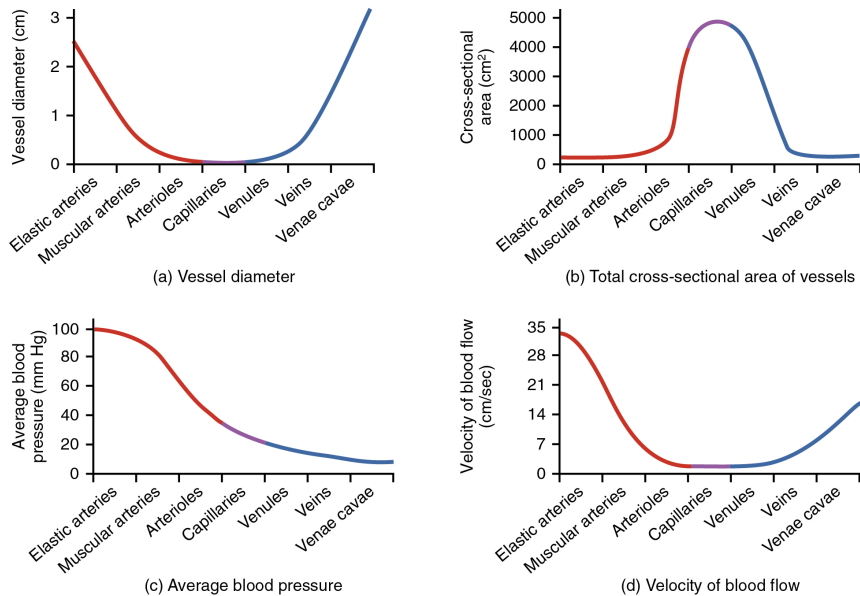 Vessel diameter (cm)
3
2
1
0
Elastic arteries
Muscular arteries
Arterioles
Capillaries
Venules
Veins
Venae cavae
(a) Vessel diameter
Cross-sectional
area (cm²)
5000
4000
3000
2000
1000
0
Elastic arteries
Muscular arteries
Arterioles
Capillaries
Venules
Veins
Venae cavae
(b) Total cross-sectional area of vessels
Average blood
pressure (mm Hg)
100
80
60
40
20
0
Elastic arteries
Muscular arteries
Arterioles
Capillaries
Venules
Veins
Venae cavae
(c) Average blood pressure
Velocity of blood flow
(cm/sec)
35
28
21
14
7
0
Elastic arteries
Muscular arteries
Arterioles
Capillaries
Venules
Veins
Venae cavae
(d) Velocity of blood flow